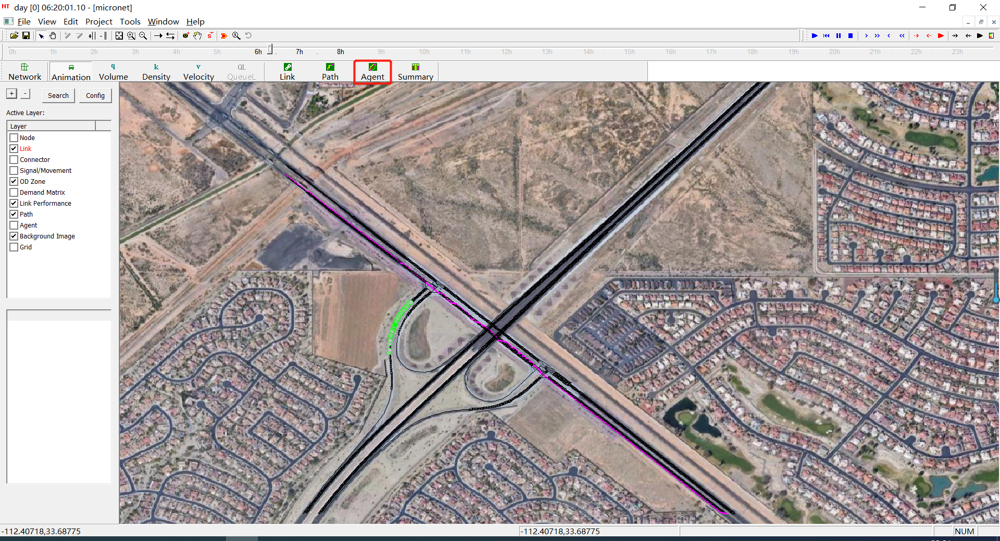 NT day [0] 06:20:01.10 - [micronet]
File View Edit Project Tools Window Help
0h 1h 2h 3h 4h 5h 6h 7h 8h 9h 10h 11h 12h 13h 14h 15h 16h 17h 18h 19h 20h 21h 22h 23h
q k v QL
Network Animation Volume Density Velocity QueueL Link Path Agent Summary
+ - Search Config
Active Layer:
Layer
Node
Link
Connector
Signal/Movement
OD Zone
Demand Matrix
Link Performance
Path
Agent
Background Image
Grid
-112.40718,33.68775 -112.40718,33.68775 NUM